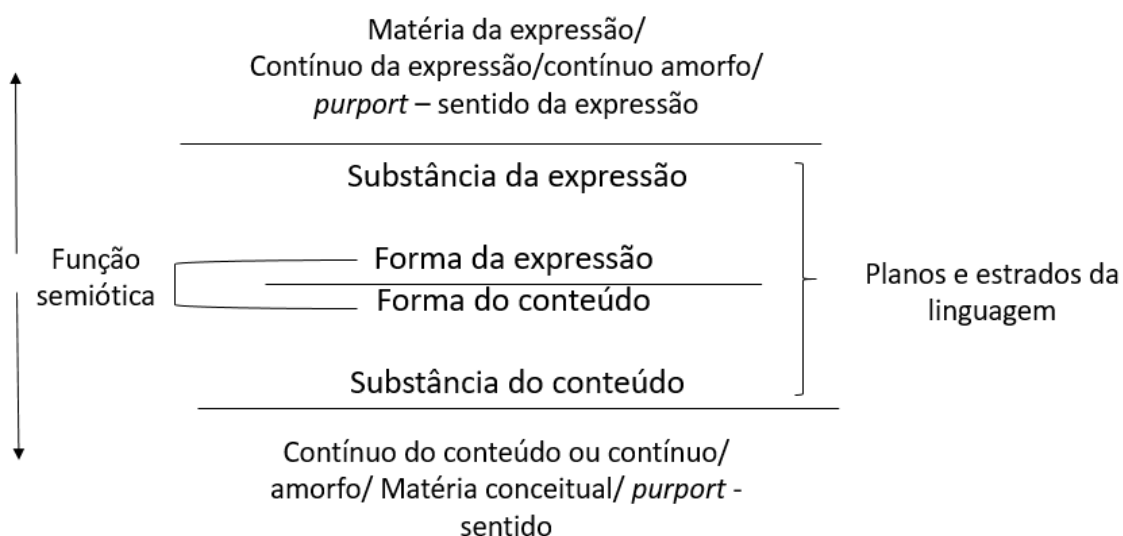 Matéria da expressão/
Contínuo da expressão/contínuo amorfo/
purport – sentido da expressão
Substância da expressão
Função
semiótica
Forma da expressão
Forma do conteúdo
Planos e estrados da
linguagem
Substância do conteúdo
Contínuo do conteúdo ou contínuo/
amorfo/ Matéria conceitual/ purport -
sentido